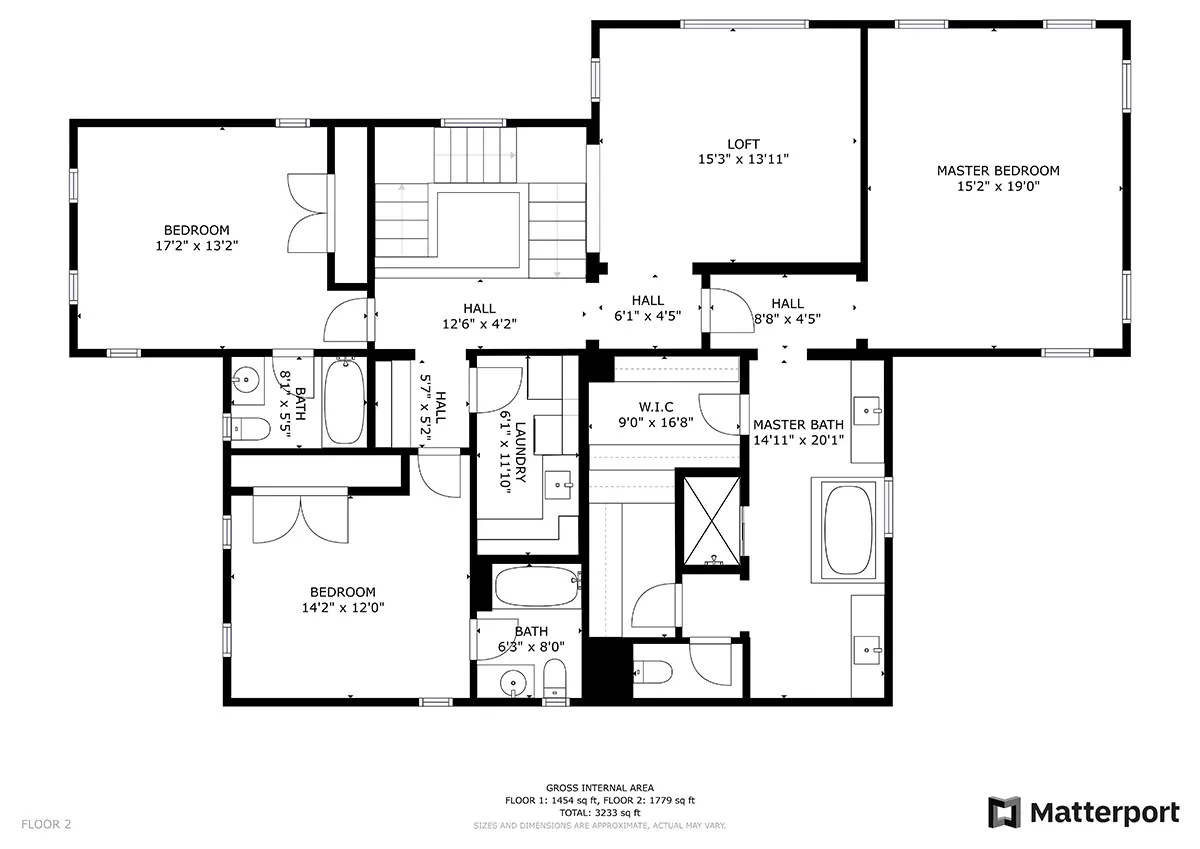 LOFT
15'3" x 13'11"
MASTER BEDROOM
15'2" x 19'0"
BEDROOM
17'2" x 13'2"
HALL
12'6" x 4'2"
HALL
6'1" x 4'5"
HALL
8'8" x 4'5"
BATH
8'1" x 5'5"
HALL
5'7" x 5'2"
LAUNDRY
6'1" x 11'10"
W.I.C
9'0" x 16'8"
MASTER BATH
14'11" x 20'1"
BEDROOM
14'2" x 12'0"
BATH
6'3" x 8'0"
GROSS INTERNAL AREA
FLOOR 1: 1454 sq ft, FLOOR 2: 1779 sq ft
TOTAL: 3233 sq ft
SIZES AND DIMENSIONS ARE APPROXIMATE, ACTUAL MAY VARY.
FLOOR 2
Matterport